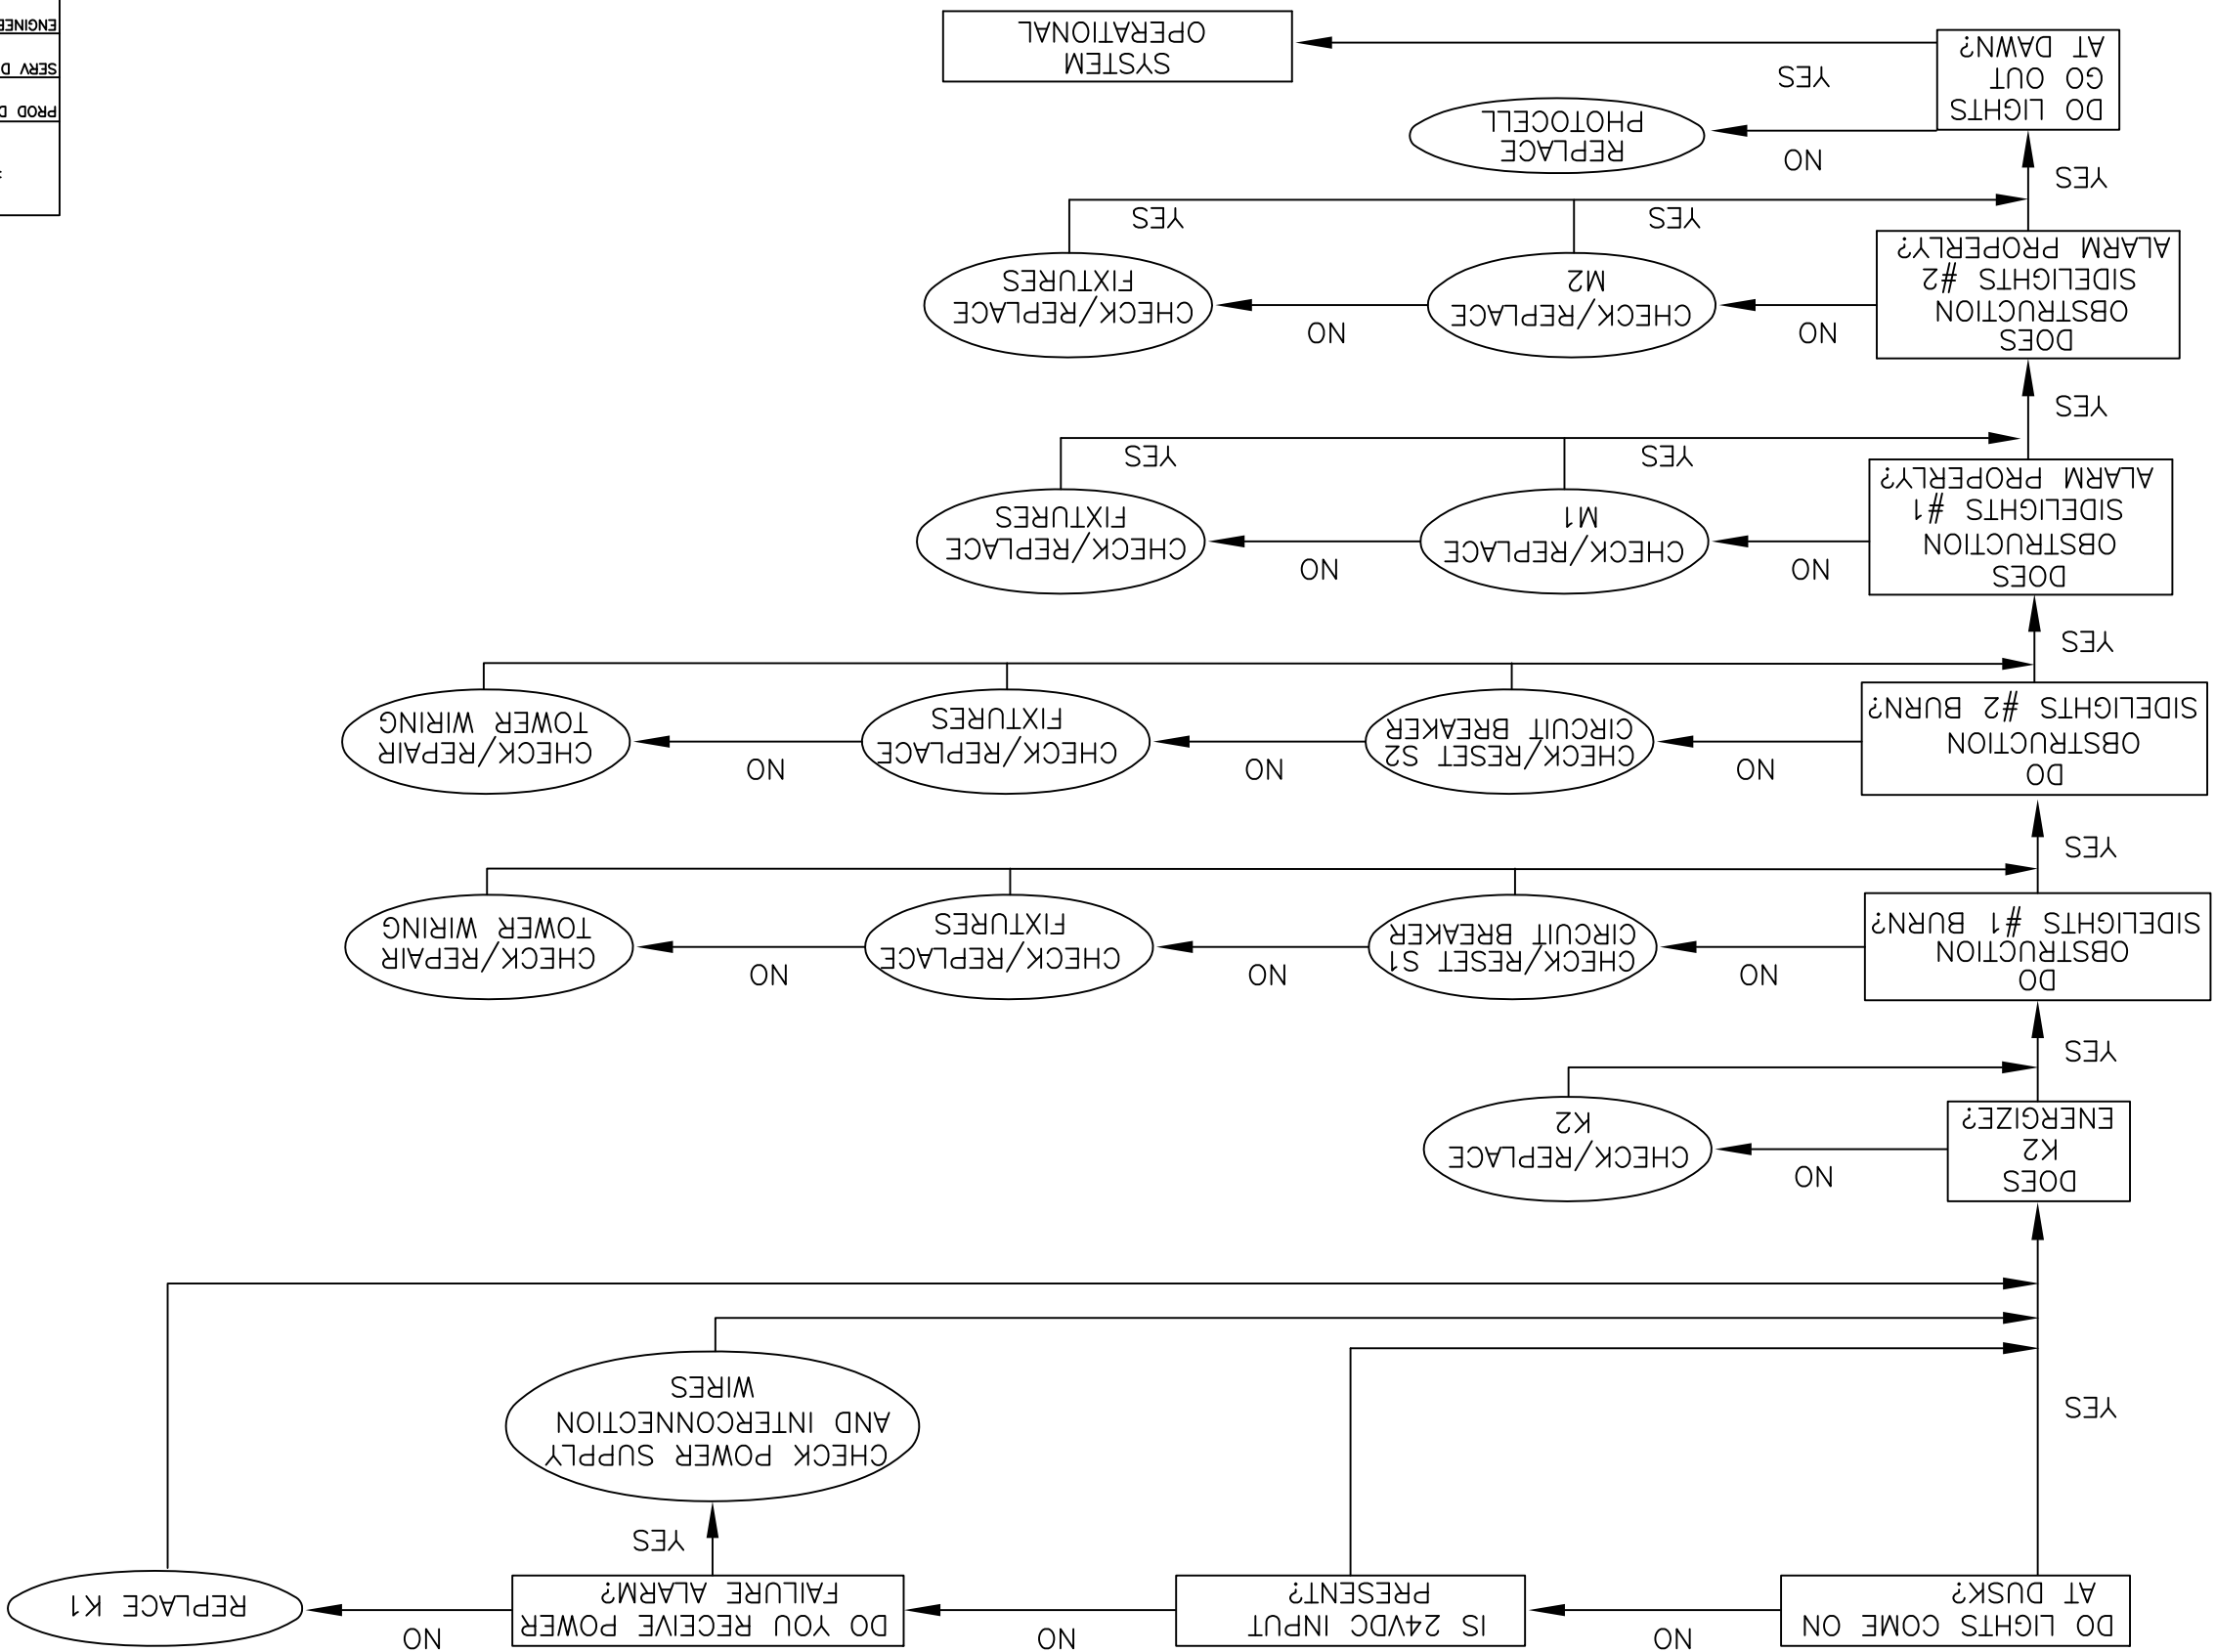 DO LIGHTS COME ON
AT DUSK?
NO
IS 24VDC INPUT
PRESENT?
NO
DO YOU RECEIVE POWER
FAILURE ALARM?
NO
REPLACE K1
YES
YES
CHECK POWER SUPPLY
AND INTERCONNECTION
WIRES
DOES
K2
ENERGIZE?
NO
CHECK/REPLACE
K2
YES
DO
OBSTRUCTION
SIDELIGHTS #1 BURN?
NO
CHECK/RESET S1
CIRCUIT BREAKER
NO
CHECK/REPLACE
FIXTURES
NO
CHECK/REPAIR
TOWER WIRING
YES
DO
OBSTRUCTION
SIDELIGHTS #2 BURN?
NO
CHECK/RESET S2
CIRCUIT BREAKER
NO
CHECK/REPLACE
FIXTURES
NO
CHECK/REPAIR
TOWER WIRING
YES
DOES
OBSTRUCTION
SIDELIGHTS #1
ALARM PROPERLY?
NO
CHECK/REPLACE
M1
NO
CHECK/REPLACE
FIXTURES
YES
YES
YES
DOES
OBSTRUCTION
SIDELIGHTS #2
ALARM PROPERLY?
NO
CHECK/REPLACE
M2
NO
CHECK/REPLACE
FIXTURES
YES
YES
YES
DO LIGHTS
GO OUT
AT DAWN?
NO
REPLACE
PHOTOCELL
YES
SYSTEM
OPERATIONAL
PROD D
SERV D
ENGINEE